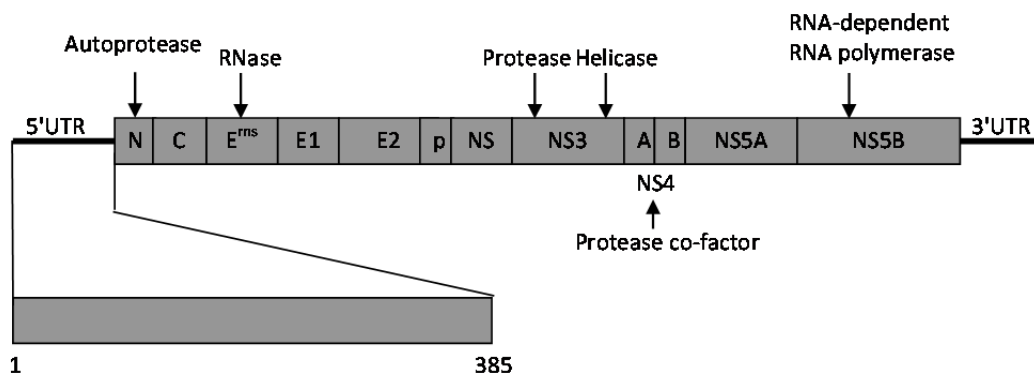 RNA-dependent
RNA polymerase
Autoprotease
RNase
Protease Helicase
5'UTR
N C E^rns E1 E2 p NS NS3 A B NS5A NS5B
3'UTR
NS4
Protease co-factor
1 385